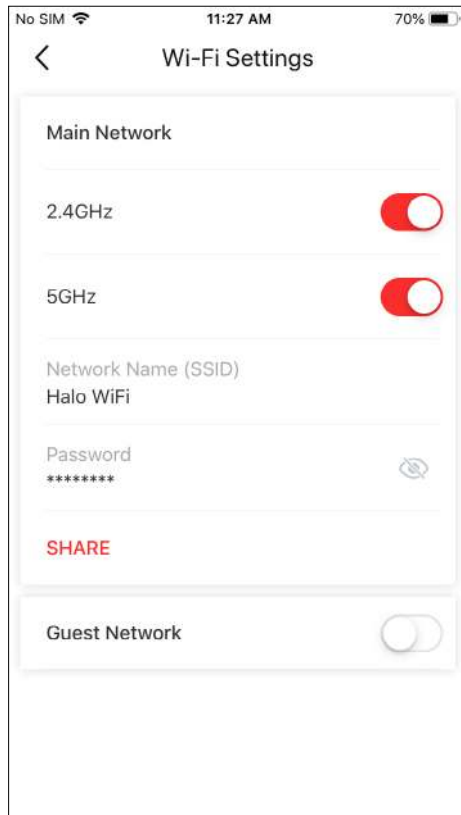 No SIM 11:27 AM 70%
Wi-Fi Settings
Main Network
2.4GHz
5GHz
Network Name (SSID)
Halo WiFi
Password
********
SHARE
Guest Network